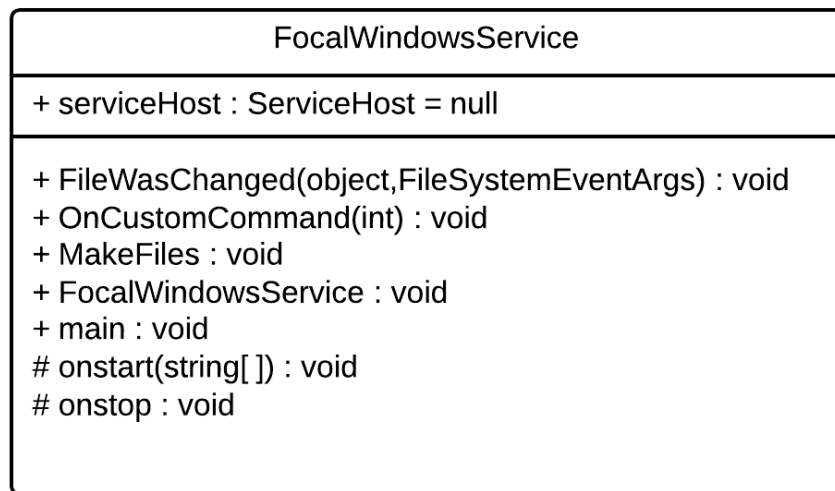 FocalWindowsService
+ serviceHost : ServiceHost = null
+ FileWasChanged(object,FileSystemEventArgs) : void
+ OnCustomCommand(int) : void
+ MakeFiles : void
+ FocalWindowsService : void
+ main : void
# onstart(string[ ]) : void
# onstop : void